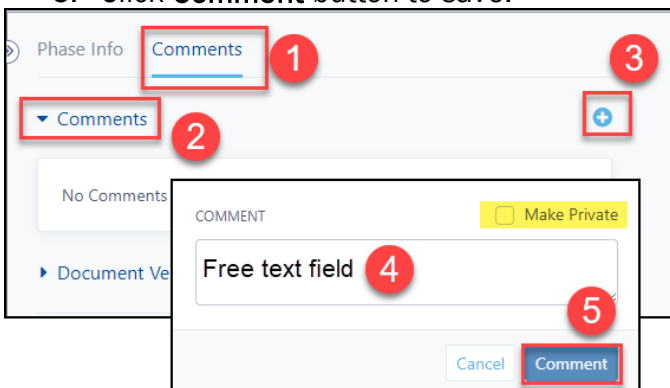 Click Comment button to save.
Phase Info Comments 1
3
Comments 2
No Comments
COMMENT Make Private
Free text field 4
Document Ve
5
Cancel Comment